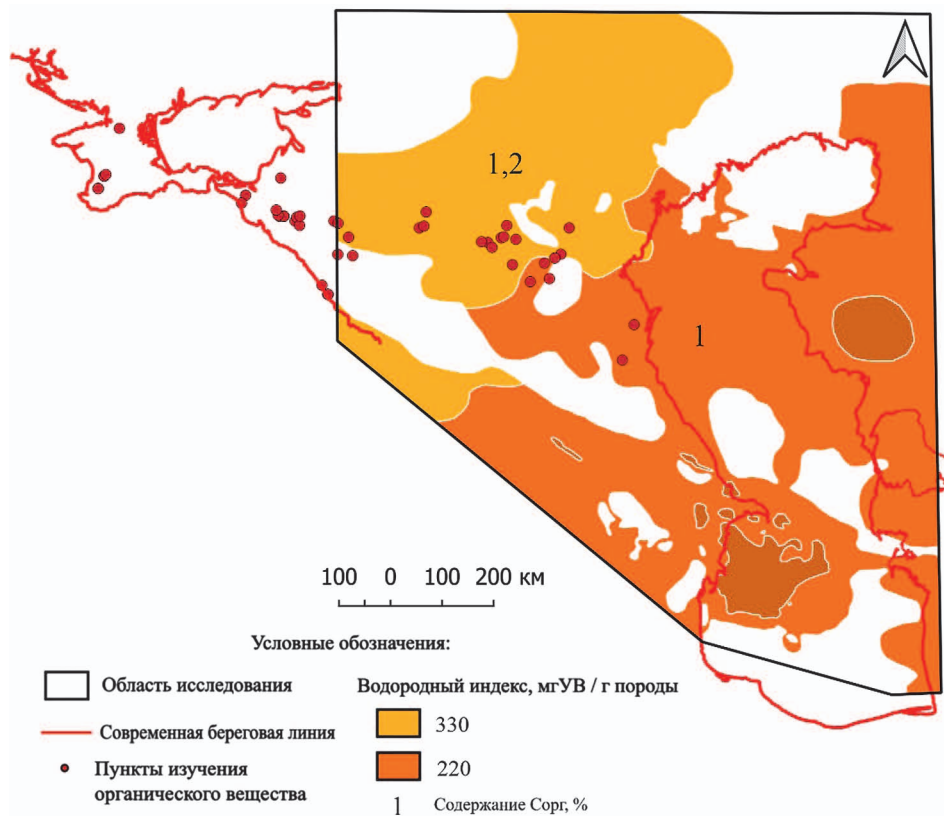 1,2
1
100 0 100 200 км
Условные обозначения:
Область исследования
Современная береговая линия
Пункты изучения
органического вещества
Водородный индекс, мгУВ / г породы
330
220
1 Содержание Сорг, %